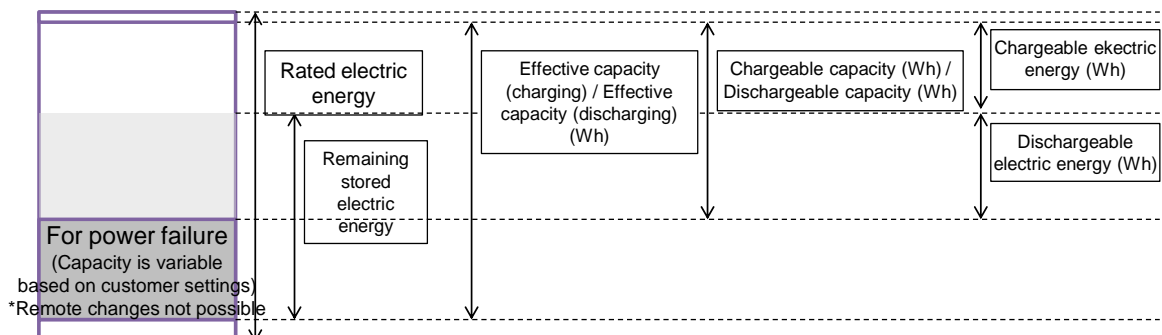 Rated electric
energy
Remaining
stored
electric
energy
Effective capacity
(charging) / Effective
capacity (discharging)
(Wh)
Chargeable capacity (Wh) /
Dischargeable capacity (Wh)
Chargeable ekectric
energy (Wh)
Dischargeable
electric energy (Wh)
For power failure
(Capacity is variable
based on customer settings)
*Remote changes not possible